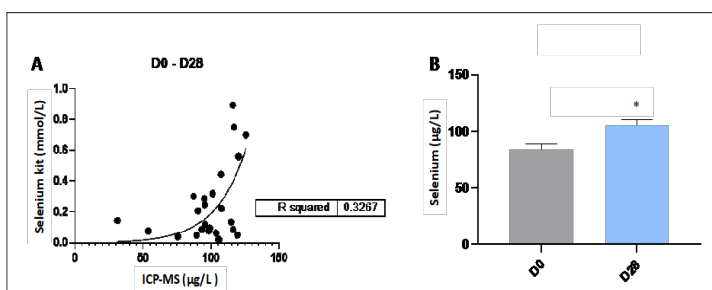 A
D0 - D28
Selenium kit (mmol/L)
1.0
0.8
0.6
0.4
0.2
0.0
0
50
100
150
ICP-MS (µg/L)
R squared 0.3267
B
*
Selenium (µg/L)
150
100
50
0
D0
D28